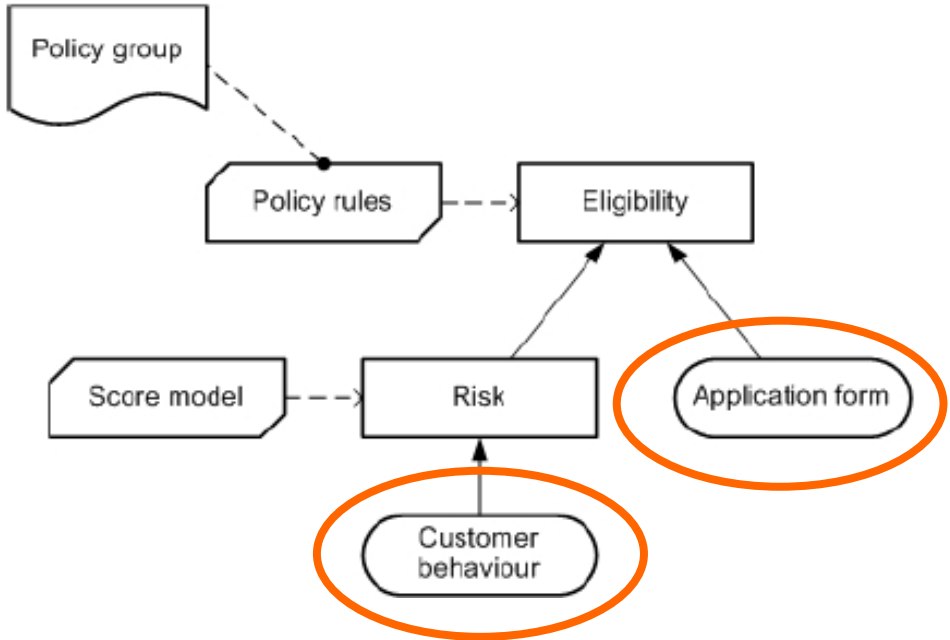 Policy group
Policy rules
Eligibility
Score model
Risk
Application form
Customer
behaviour